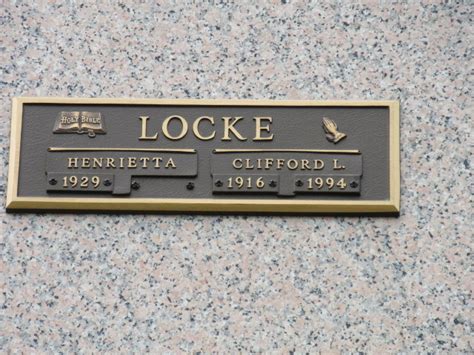 HOLY BIBLE
LOCKE
HENRIETTA
1929
CLIFFORD L.
1916 1994